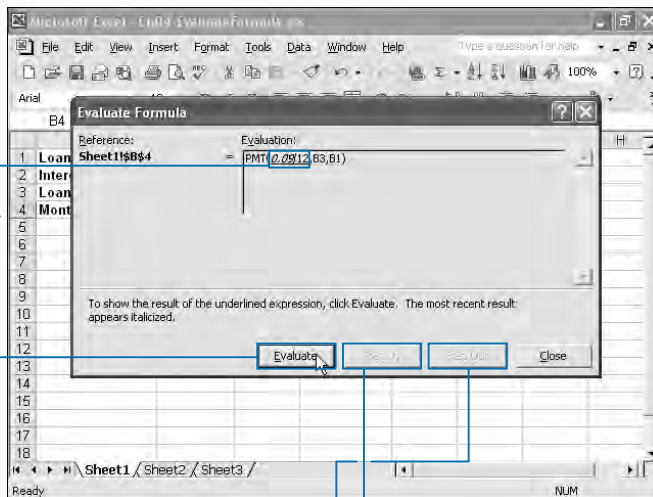 Microsoft Excel - Ch04 EvaluateFormula.xls
File Edit View Insert Format Tools Data Window Help Type a question for help
100%
Arial
B4
Evaluate Formula
Reference: Evaluation:
Sheet1!$B$4 = PMT(0.09/12,B3,B1)
H
1 Loan
2 Inter
3 Loan
4 Mont
5
6
7
8
9
10
11
12
13
14
15
16
17
18
To show the result of the underlined expression, click Evaluate. The most recent result
appears italicized.
Evaluate Step In Step Out Close
Sheet1 Sheet2 Sheet3
Ready NUM